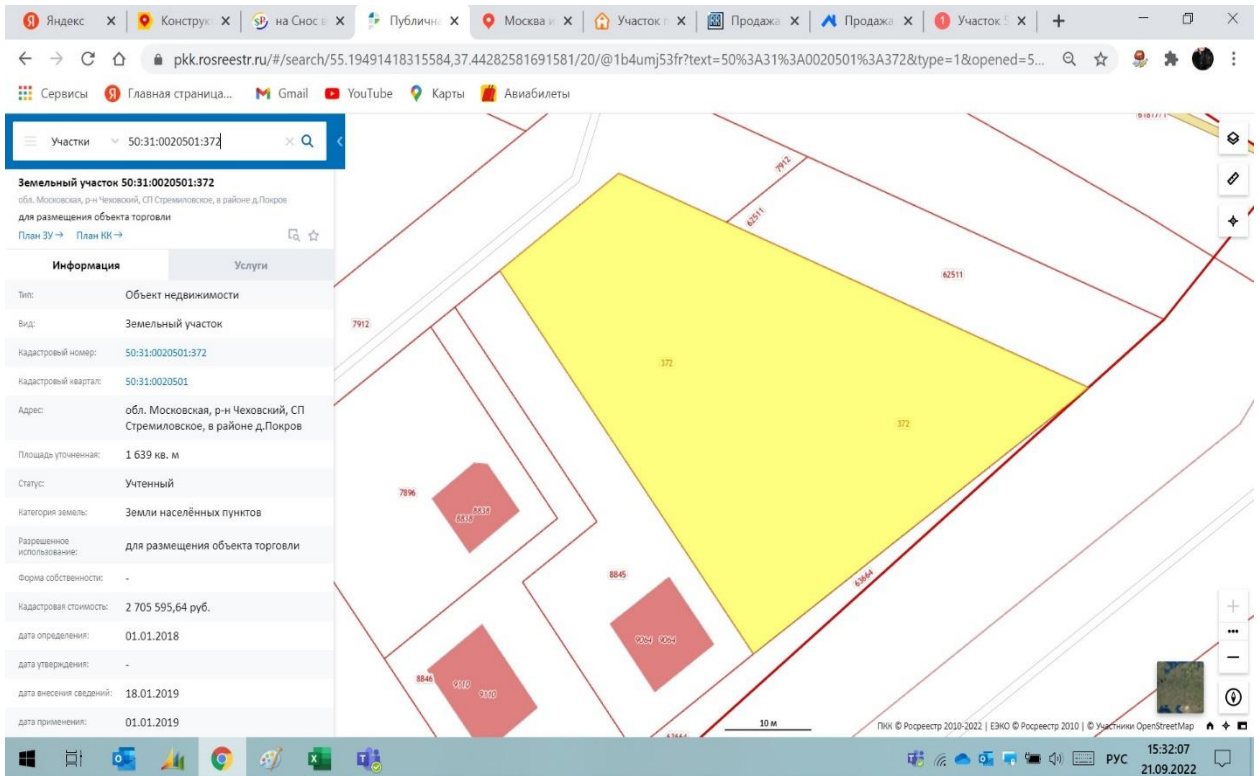 Яндекс
Конструк
на Снос в
Публичн
Москва и
Участок п
Продажа
Продажа
Участок 5
pkk.rosreestr.ru/#/search/55.19491418315584,37.44282581691581/20/@1b4umj53fr?text=50%3A31%3A0020501%3A372&type=1&opened=5...
Сервисы
Главная страница...
Gmail
YouTube
Карты
Авиабилеты
Участки
50:31:0020501:372
Земельный участок 50:31:0020501:372
обл. Московская, р-н Чеховский, СП Стремиловское, в районе д.Покров
для размещения объекта торговли
План ЗУ → План КК →
Информация
Услуги
Тип: Объект недвижимости
Вид: Земельный участок
Кадастровый номер: 50:31:0020501:372
Кадастровый квартал: 50:31:0020501
Адрес: обл. Московская, р-н Чеховский, СП
Стремиловское, в районе д.Покров
Площадь уточненная: 1 639 кв. м
Статус: Учтенный
Категория земель: Земли населённых пунктов
Разрешенное
использование: для размещения объекта торговли
Форма собственности: -
Кадастровая стоимость: 2 705 595,64 руб.
дата определения: 01.01.2018
дата утверждения: -
дата внесения сведений: 18.01.2019
дата применения: 01.01.2019
7912
62511
62511
7912
372
372
7896
8838
8838
8845
63664
9064 9064
8846
9310
9310
10 м
ПКК © Росреестр 2010-2022 | ЕЭКО © Росреестр 2010 | © Участники OpenStreetMap
РУС
15:32:07
21.09.2022